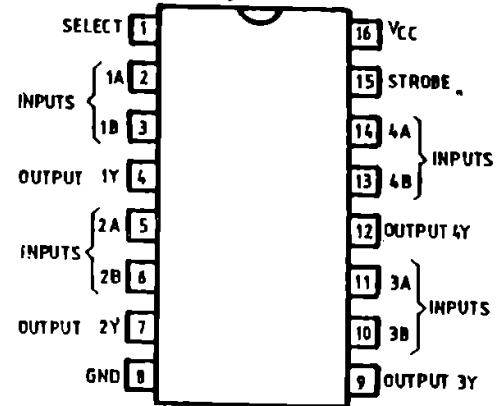 SELECT 1
1A 2
INPUTS
1B 3
OUTPUT 1Y 4
2A 5
INPUTS
2B 6
OUTPUT 2Y 7
GND 8
16 VCC
15 STROBE
14 4A
INPUTS
13 4B
12 OUTPUT 4Y
11 3A
INPUTS
10 3B
9 OUTPUT 3Y